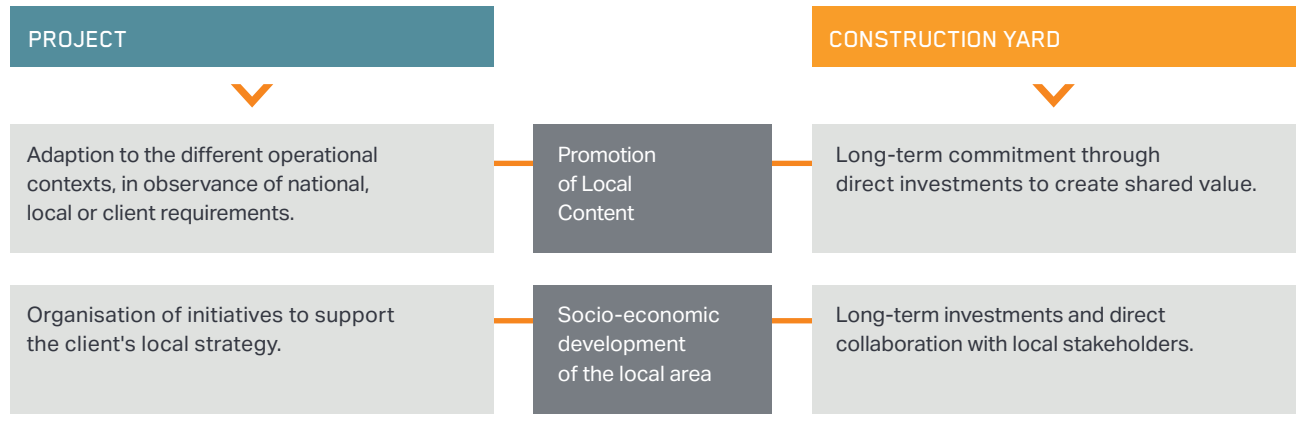 PROJECT
CONSTRUCTION YARD
Adaption to the different operational
contexts, in observance of national,
local or client requirements.
Promotion
of Local
Content
Long-term commitment through
direct investments to create shared value.
Organisation of initiatives to support
the client's local strategy.
Socio-economic
development
of the local area
Long-term investments and direct
collaboration with local stakeholders.